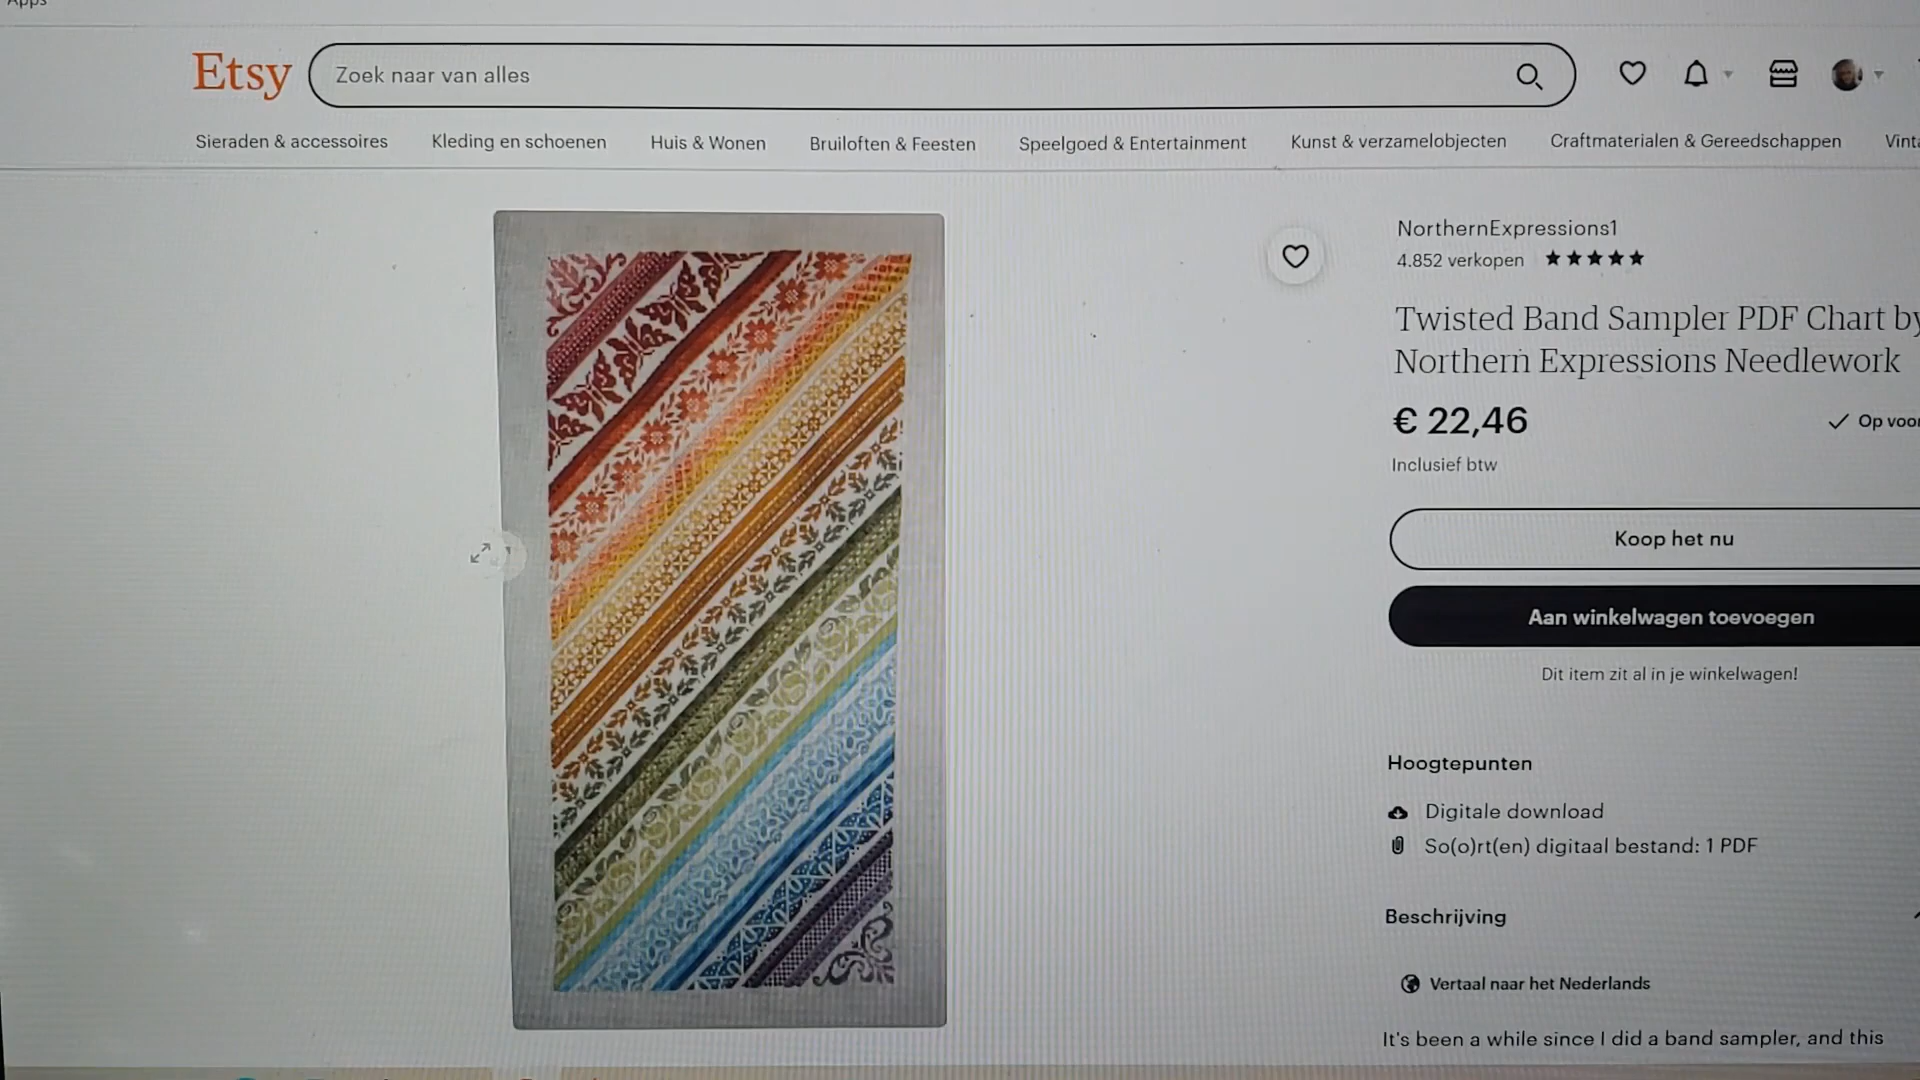 Apps
Etsy
Zoek naar van alles
Sieraden & accessoires
Kleding en schoenen
Huis & Wonen
Bruiloften & Feesten
Speelgoed & Entertainment
Kunst & verzamelobjecten
Craftmaterialen & Gereedschappen
NorthernExpressions1
4.852 verkopen
Twisted Band Sampler PDF Chart by
Northern Expressions Needlework
€ 22,46
Op
Inclusief btw
Koop het nu
Aan winkelwagen toevoegen
Dit item zit al in je winkelwagen!
Hoogtepunten
Digitale download
So(o)rt(en) digitaal bestand: 1 PDF
Beschrijving
Vertaal naar het Nederlands
It's been a while since I did a band sampler, and this